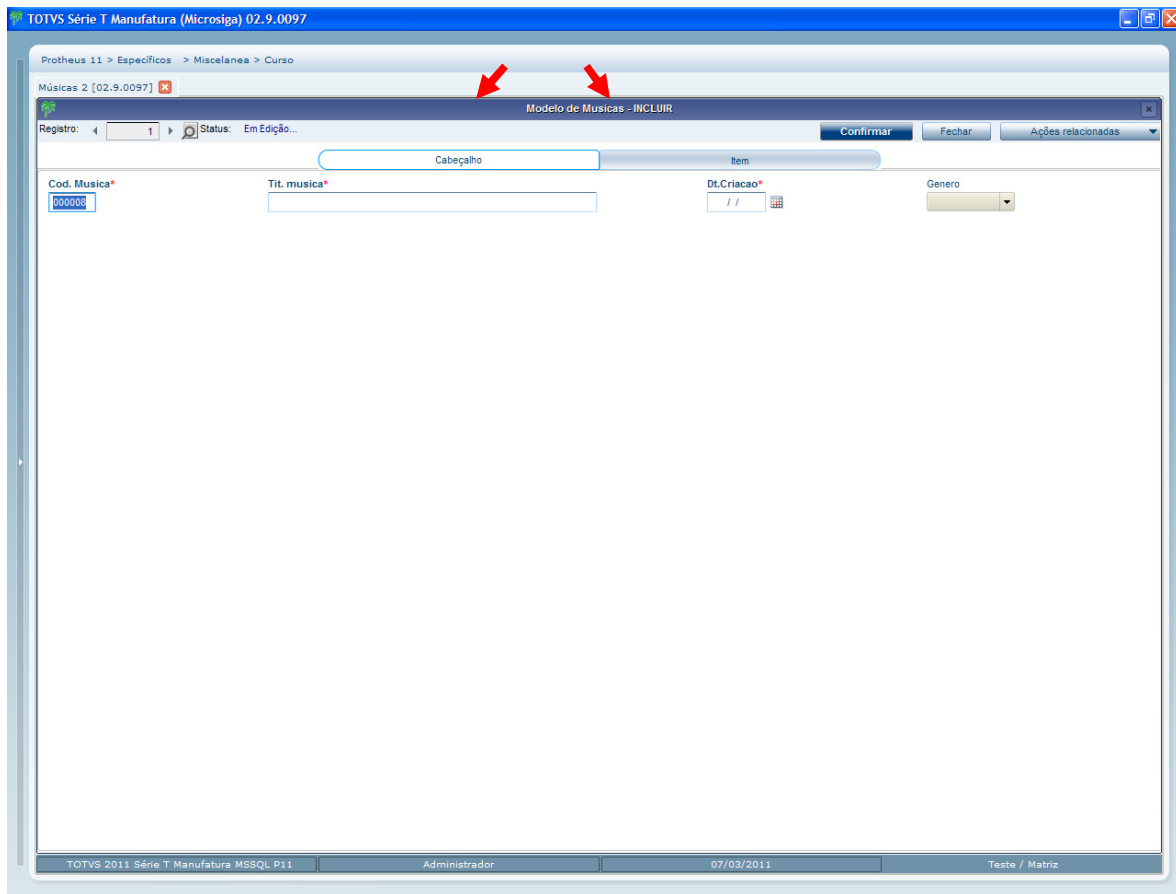 TOTVS Série T Manufatura (Microsiga) 02.9.0097
Protheus 11 > Específicos > Miscelanea > Curso
Músicas 2 [02.9.0097]
Modelo de Musicas - INCLUIR
Registro: 1 Status: Em Edição... Confirmar Fechar Ações relacionadas
Cabeçalho Item
Cod. Musica* Tit. musica* Dt.Criacao* Genero
000008 / /
TOTVS 2011 Série T Manufatura MSSQL P11 Administrador 07/03/2011 Teste / Matriz